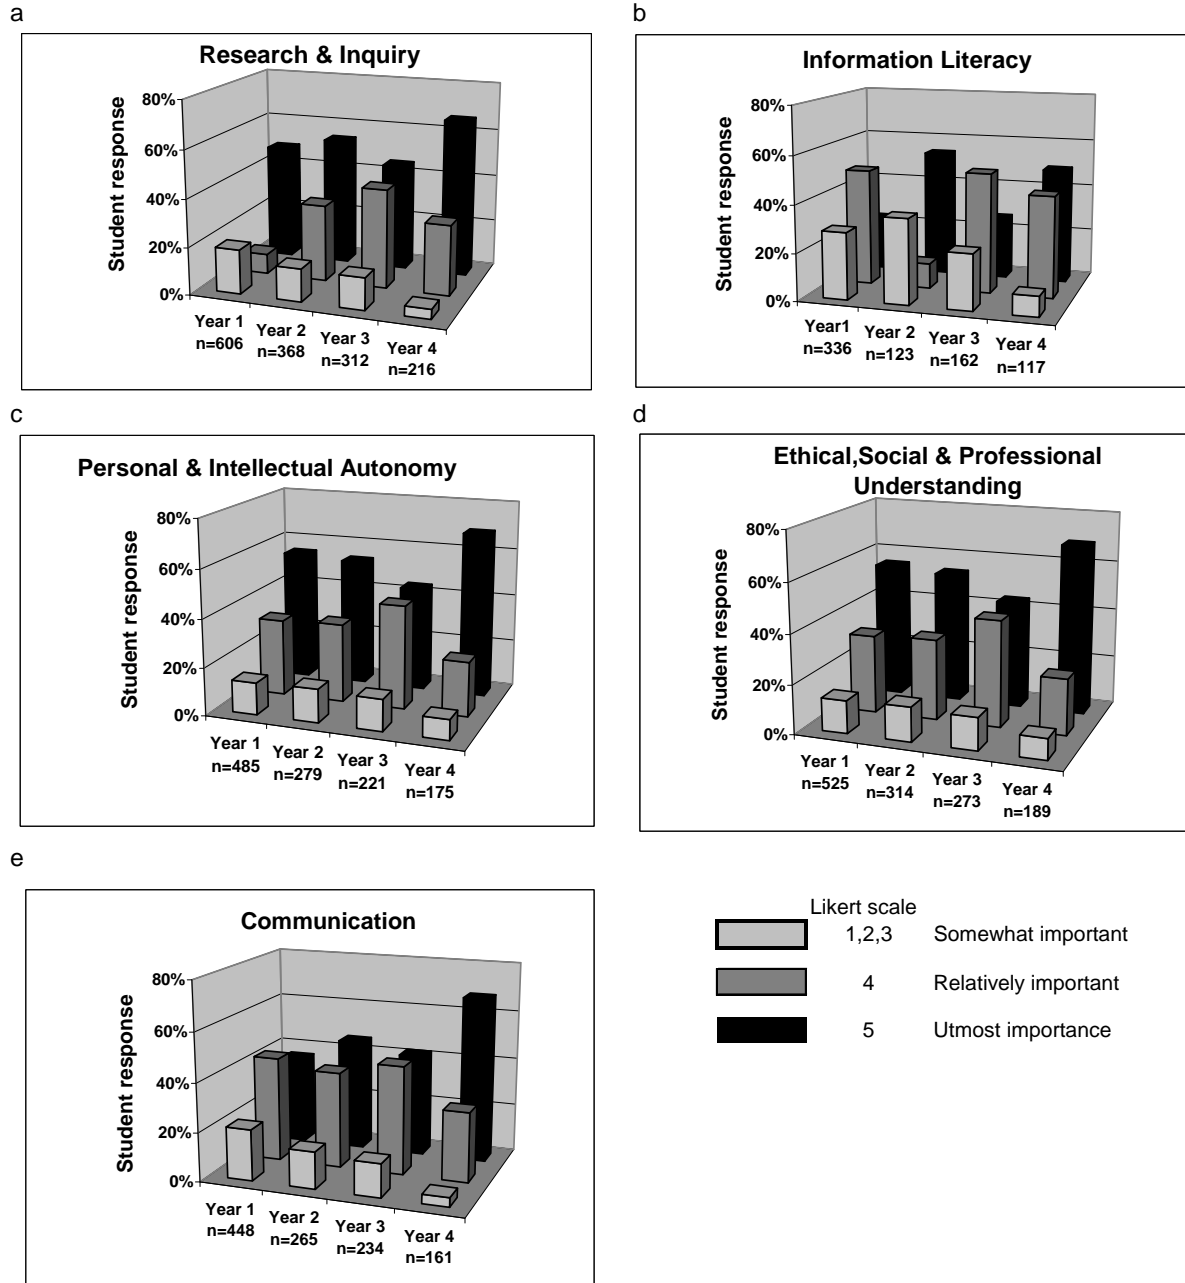 a
Research & Inquiry
Student response
80%
60%
40%
20%
0%
Year 1
n=606
Year 2
n=368
Year 3
n=312
Year 4
n=216
b
Information Literacy
Student response
80%
60%
40%
20%
0%
Year1
n=336
Year 2
n=123
Year 3
n=162
Year 4
n=117
c
Personal & Intellectual Autonomy
Student response
80%
60%
40%
20%
0%
Year 1
n=485
Year 2
n=279
Year 3
n=221
Year 4
n=175
d
Ethical,Social & Professional
Understanding
Student response
80%
60%
40%
20%
0%
Year 1
n=525
Year 2
n=314
Year 3
n=273
Year 4
n=189
e
Communication
Student response
80%
60%
40%
20%
0%
Year 1
n=448
Year 2
n=265
Year 3
n=234
Year 4
n=161
Likert scale
1,2,3 Somewhat important
4 Relatively important
5 Utmost importance